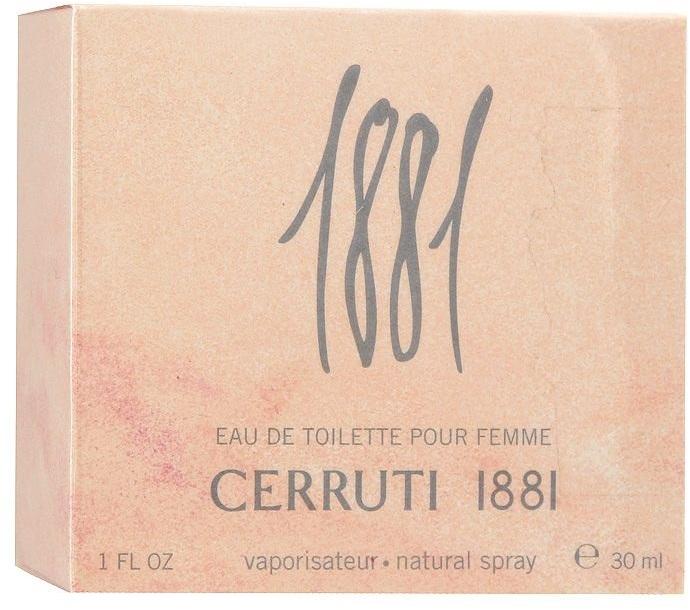 1881
EAU DE TOILETTE POUR FEMME
CERRUTI 1881
1 FL OZ vaporisateur • natural spray ℮ 30 ml